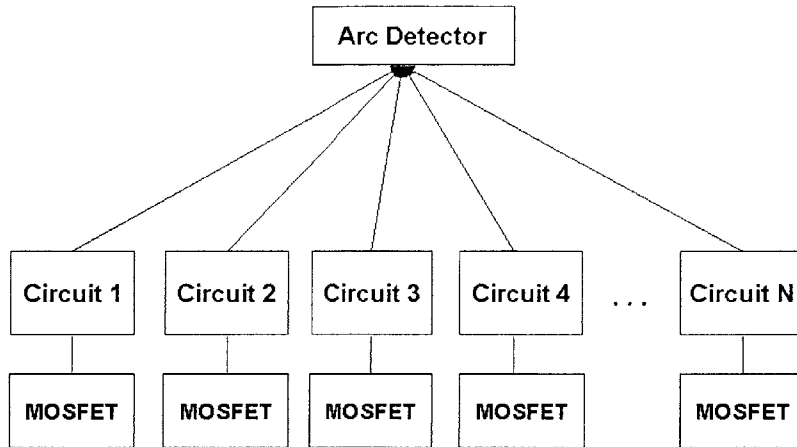 Arc Detector
Circuit 1
Circuit 2
Circuit 3
Circuit 4
. . .
Circuit N
MOSFET
MOSFET
MOSFET
MOSFET
MOSFET